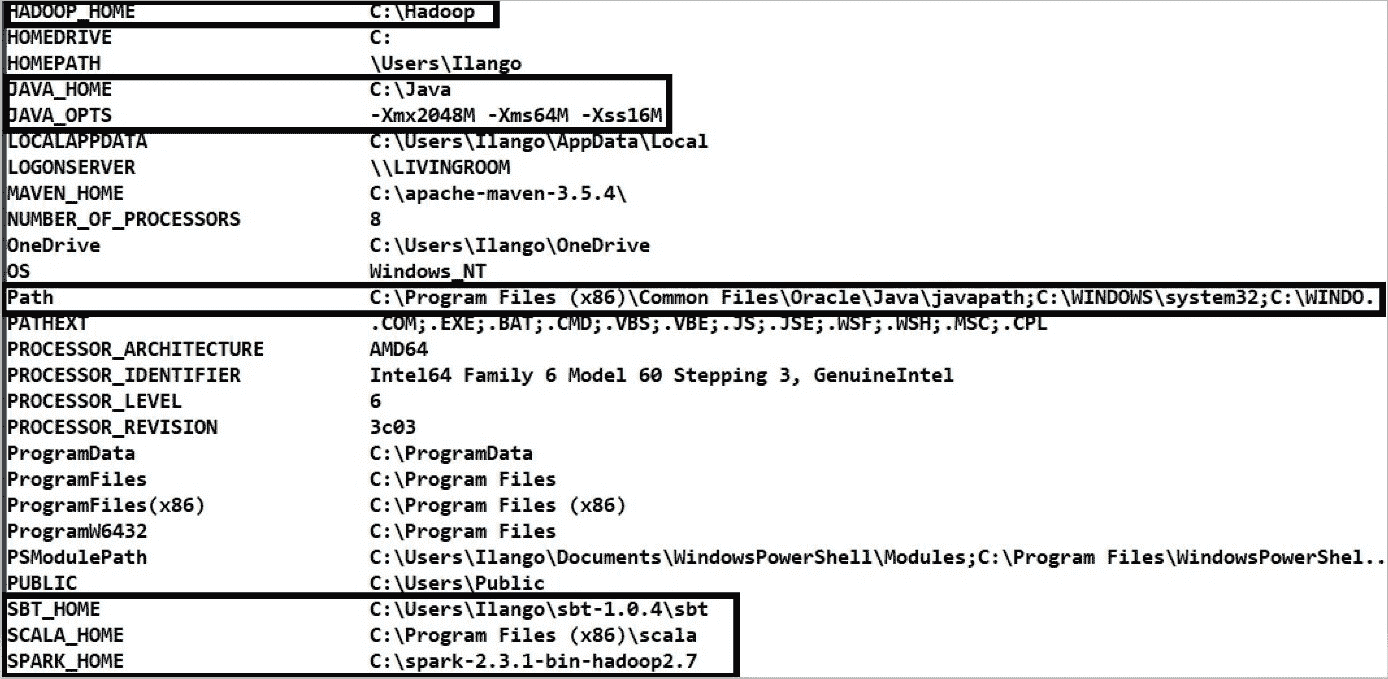 HADOOP_HOME C:\Hadoop
HOMEDRIVE C:
HOMEPATH \Users\Ilango
JAVA_HOME C:\Java
JAVA_OPTS -Xmx2048M -Xms64M -Xss16M
LOCALAPPDATA C:\Users\Ilango\AppData\Local
LOGONSERVER \\LIVINGROOM
MAVEN_HOME C:\apache-maven-3.5.4\
NUMBER_OF_PROCESSORS 8
OneDrive C:\Users\Ilango\OneDrive
OS Windows_NT
Path C:\Program Files (x86)\Common Files\Oracle\Java\javapath;C:\WINDOWS\system32;C:\WINDO.
PATHEXT .COM;.EXE;.BAT;.CMD;.VBS;.VBE;.JS;.JSE;.WSF;.WSH;.MSC;.CPL
PROCESSOR_ARCHITECTURE AMD64
PROCESSOR_IDENTIFIER Intel64 Family 6 Model 60 Stepping 3, GenuineIntel
PROCESSOR_LEVEL 6
PROCESSOR_REVISION 3c03
ProgramData C:\ProgramData
ProgramFiles C:\Program Files
ProgramFiles(x86) C:\Program Files (x86)
ProgramW6432 C:\Program Files
PSModulePath C:\Users\Ilango\Documents\WindowsPowerShell\Modules;C:\Program Files\WindowsPowerShel..
PUBLIC C:\Users\Public
SBT_HOME C:\Users\Ilango\sbt-1.0.4\sbt
SCALA_HOME C:\Program Files (x86)\scala
SPARK_HOME C:\spark-2.3.1-bin-hadoop2.7